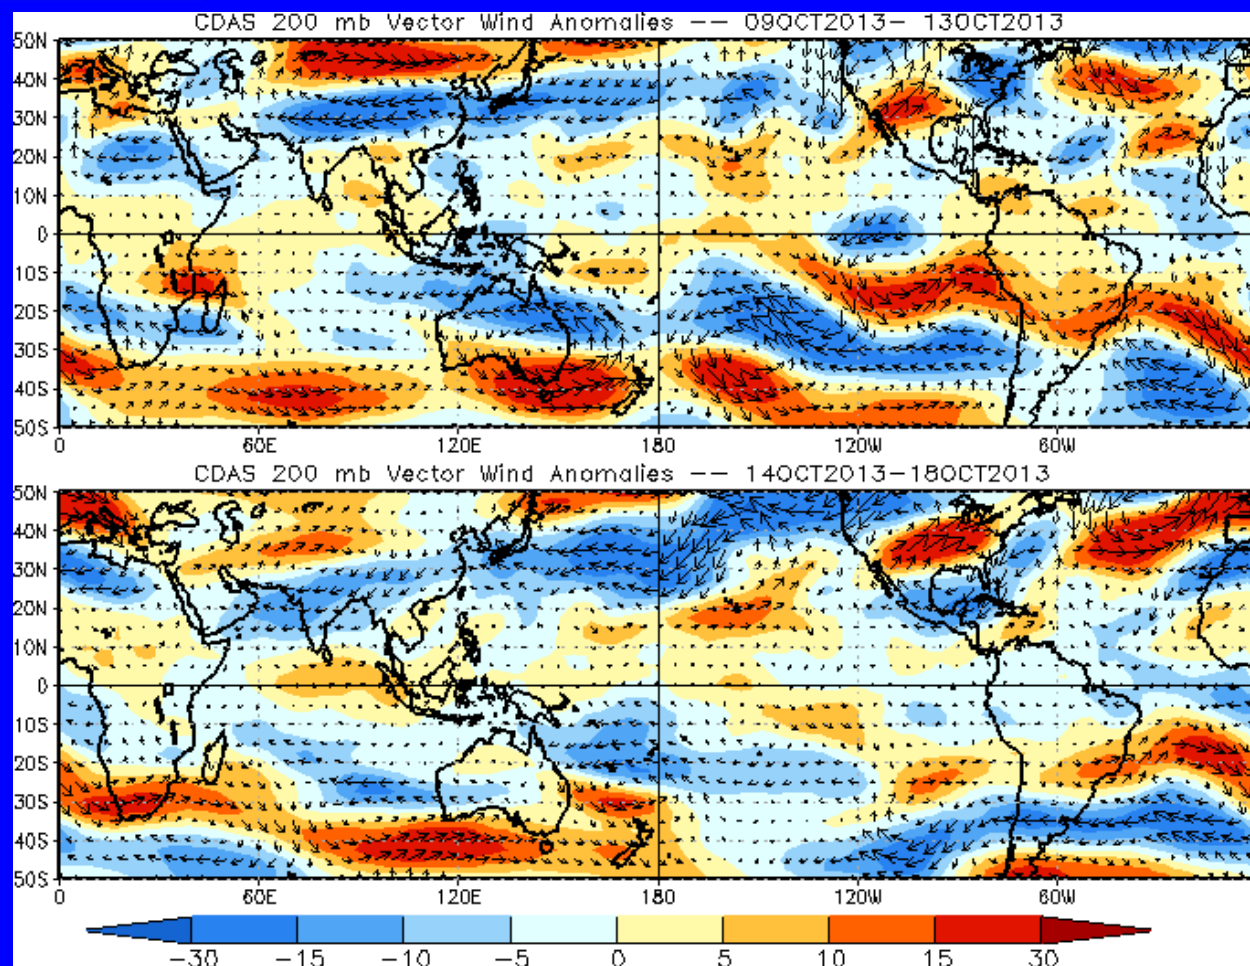 CDAS 200 mb Vector Wind Anomalies -- 09OCT2013- 13OCT2013
50N
40N
30N
20N
10N
0
10S
20S
30S
40S
50S
0 60E 120E 180 120W 60W
CDAS 200 mb Vector Wind Anomalies -- 14OCT2013-18OCT2013
50N
40N
30N
20N
10N
0
10S
20S
30S
40S
50S
0 60E 120E 180 120W 60W
-30 -15 -10 -5 0 5 10 15 30